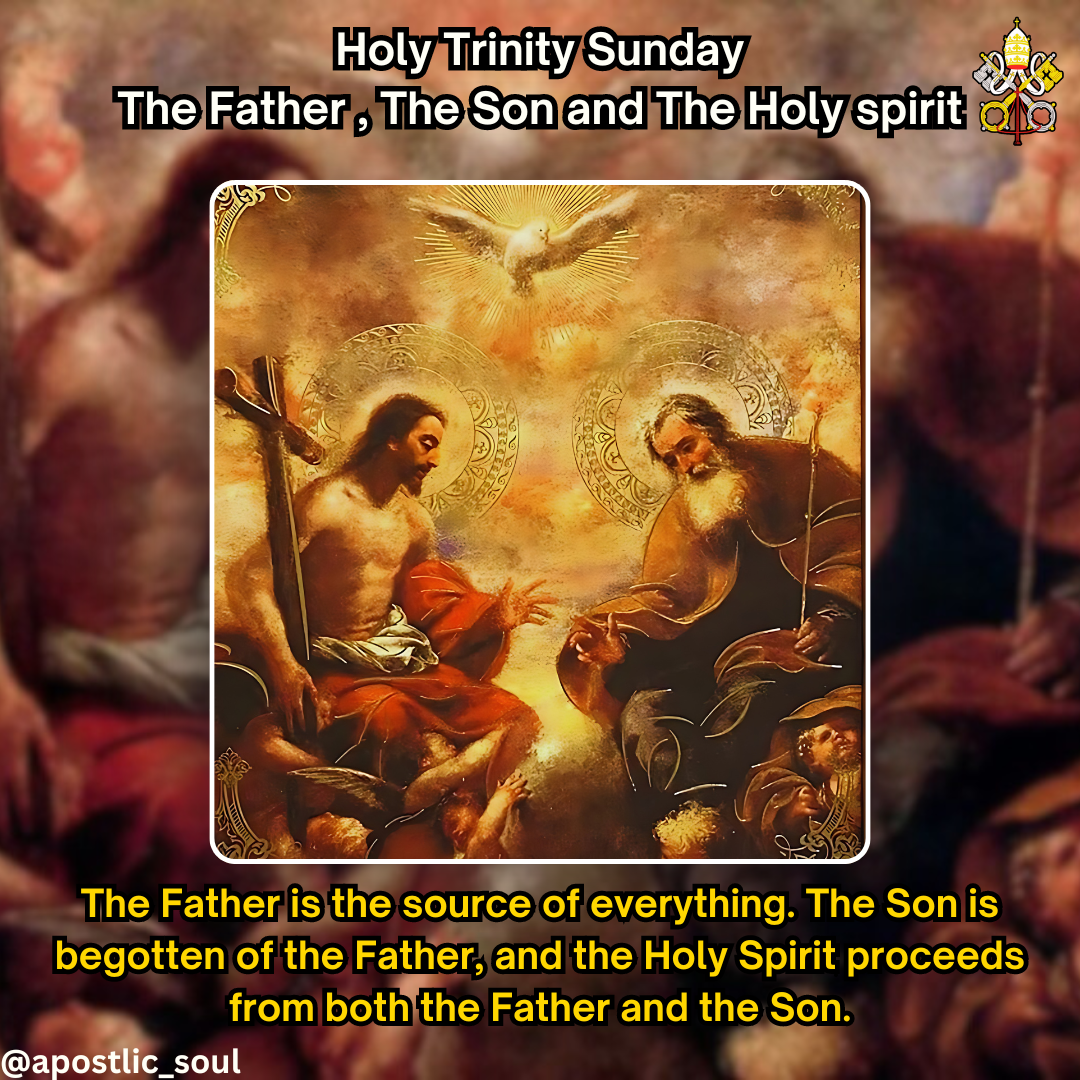 Holy Trinity Sunday
The Father , The Son and The Holy spirit
The Father is the source of everything. The Son is
begotten of the Father, and the Holy Spirit proceeds
from both the Father and the Son.
@apostlic_soul